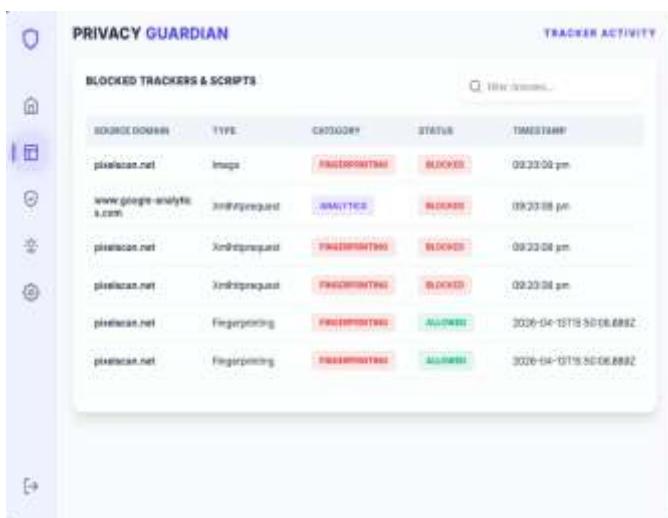 PRIVACY GUARDIAN
TRACKER ACTIVITY
BLOCKED TRACKERS & SCRIPTS
Filter domains...
SOURCE DOMAIN TYPE CATEGORY STATUS TIMESTAMP
pixelscan.net Image FINGERPRINTING BLOCKED 09:20:08 pm
www.google-analytic
s.com Xmlhttprequest ANALYTICS BLOCKED 09:20:08 pm
pixelscan.net Xmlhttprequest FINGERPRINTING BLOCKED 09:20:08 pm
pixelscan.net Xmlhttprequest FINGERPRINTING BLOCKED 09:20:08 pm
pixelscan.net Fingerprinting FINGERPRINTING ALLOWED
pixelscan.net Fingerprinting FINGERPRINTING ALLOWED